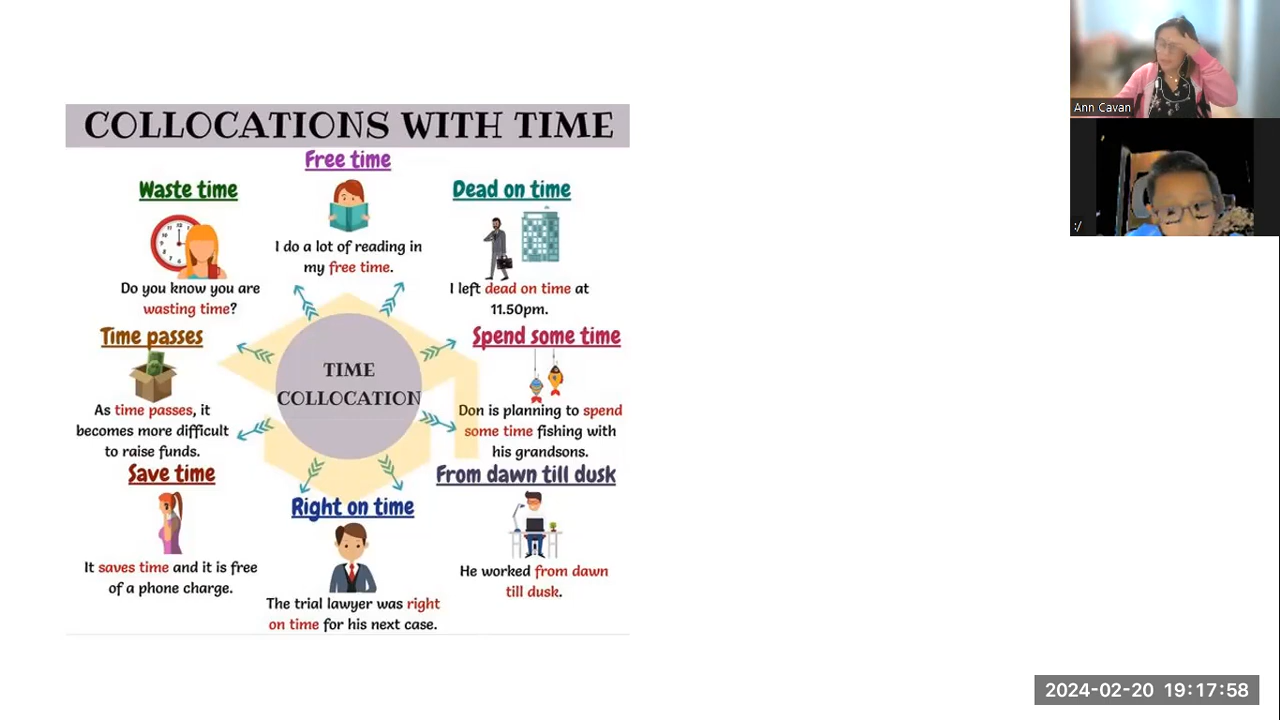 COLLOCATIONS WITH TIME
Free time
I do a lot of reading in
my free time.
Waste time
Do you know you are
wasting time?
Dead on time
I left dead on time at
11.50pm.
Time passes
As time passes, it
becomes more difficult
to raise funds.
TIME
COLLOCATION
Spend some time
Don is planning to spend
some time fishing with
his grandsons.
Save time
It saves time and it is free
of a phone charge.
Right on time
The trial lawyer was right
on time for his next case.
From dawn till dusk
He worked from dawn
till dusk.
Ann Cavan
:/
2024-02-20 19:17:58